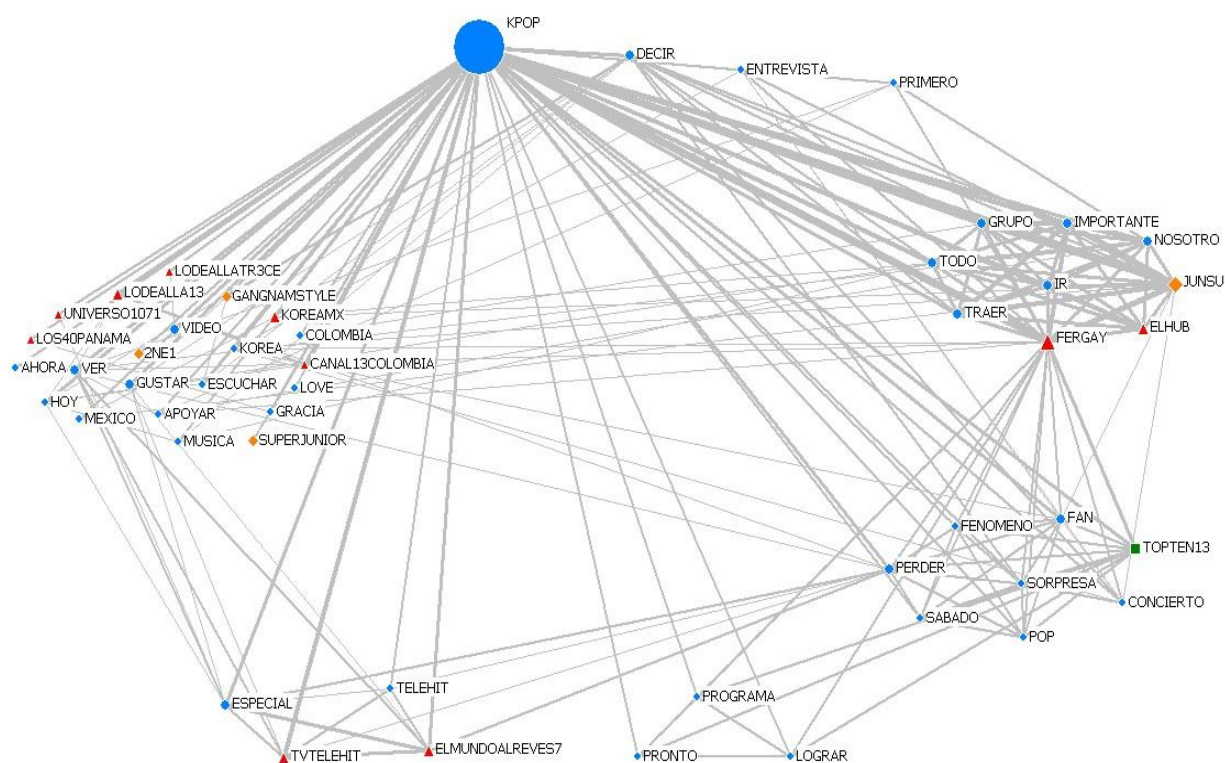 KPOP
DECIR
ENTREVISTA
PRIMERO
GRUPO
IMPORTANTE
NOSOTRO
TODO
IR
JUNSU
TRAER
ELHUB
FERGAY
LODEALLATR3CE
LODEALLA13
GANGNAMSTYLE
UNIVERSO1071
KOREAMX
VIDEO
LOS40PANAMA
COLOMBIA
KOREA
2NE1
AHORA
VER
CANAL13COLOMBIA
GUSTAR
ESCUCHAR
LOVE
HOY
MEXICO
APOYAR
GRACIA
MUSICA
SUPERJUNIOR
FENOMENO
FAN
TOPTEN13
PERDER
SORPRESA
CONCIERTO
SABADO
POP
TELEHIT
ESPECIAL
PROGRAMA
TVTELEHIT
ELMUNDOALREVES7
PRONTO
LOGRAR